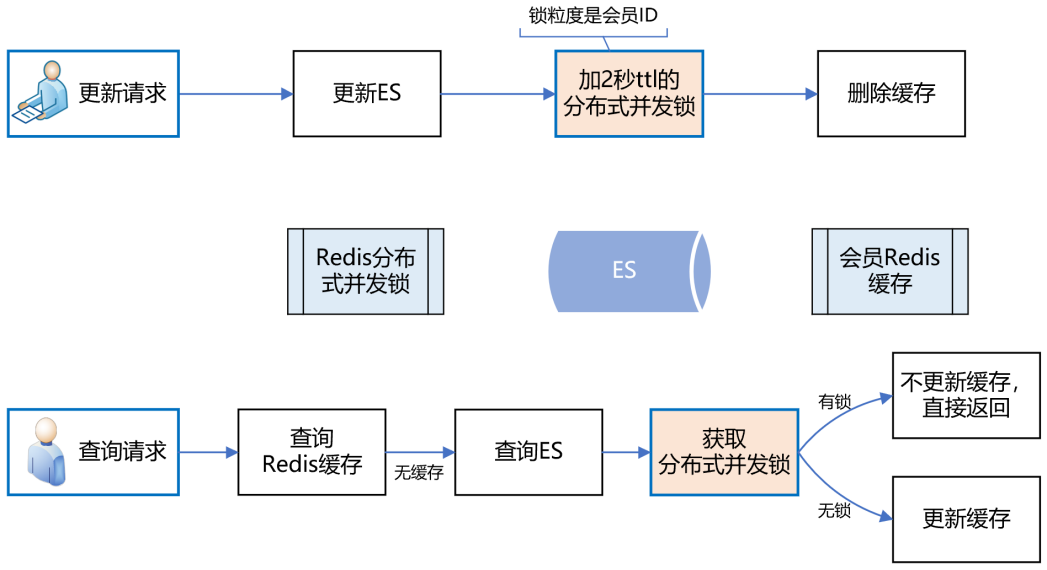 锁粒度是会员ID
更新请求
更新ES
加2秒ttl的
分布式并发锁
删除缓存
Redis分布
式并发锁
ES
会员Redis
缓存
查询请求
查询
Redis缓存
无缓存
查询ES
获取
分布式并发锁
有锁
不更新缓存，
直接返回
无锁
更新缓存